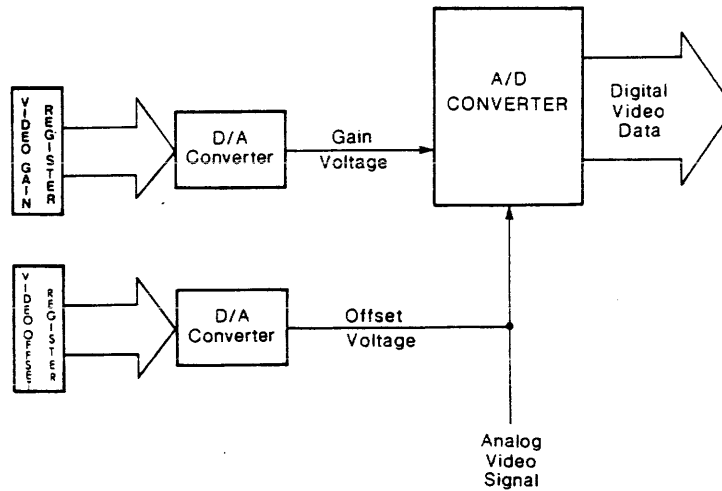 VIDEO GAIN
REGISTER
D/A
Converter
Gain
Voltage
A/D
CONVERTER
Digital
Video
Data
VIDEO OFFSET
REGISTER
D/A
Converter
Offset
Voltage
Analog
Video
Signal